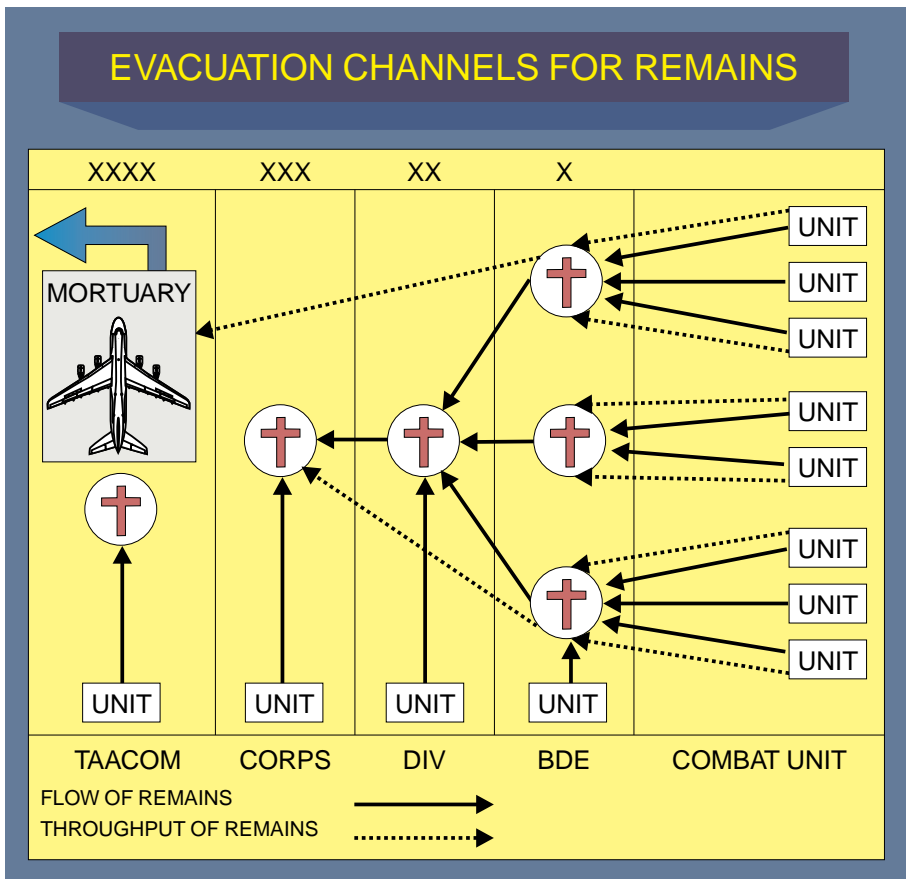 EVACUATION CHANNELS FOR REMAINS
XXXX XXX XX X
UNIT
UNIT
MORTUARY
UNIT
UNIT
UNIT
UNIT
UNIT
UNIT
UNIT UNIT UNIT UNIT
TAACOM CORPS DIV BDE COMBAT UNIT
FLOW OF REMAINS
THROUGHPUT OF REMAINS